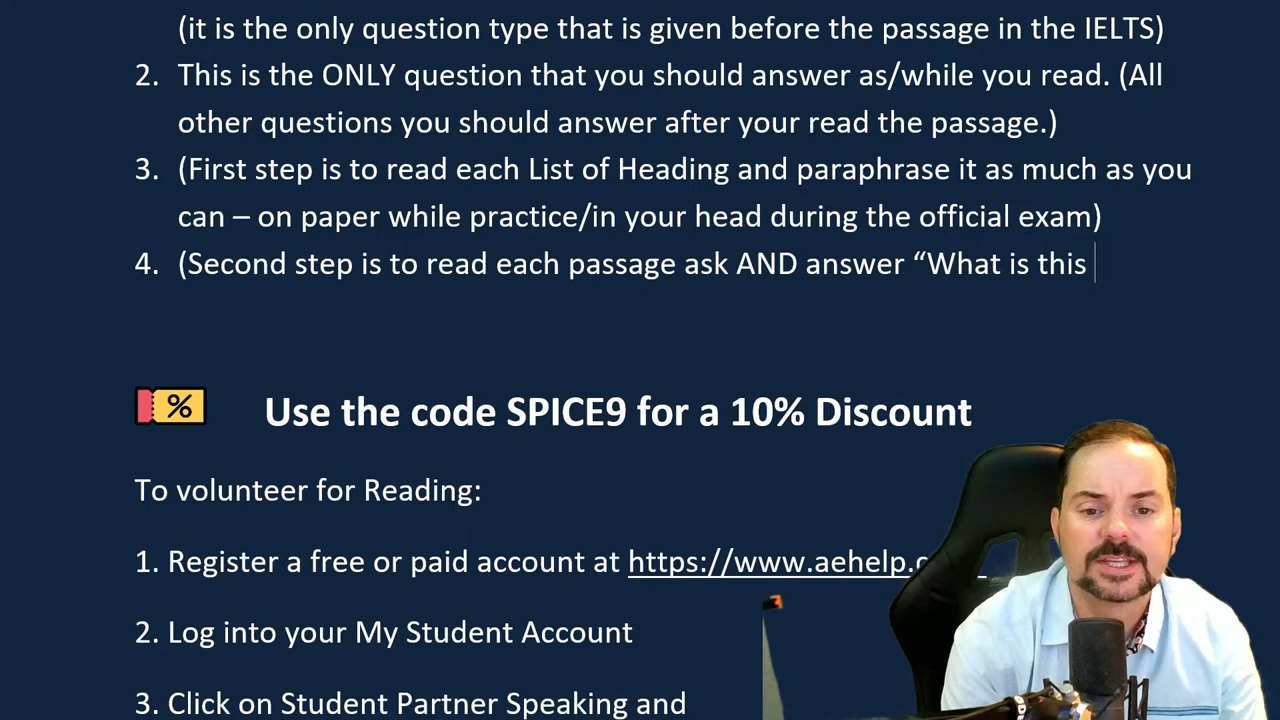 (it is the only question type that is given before the passage in the IELTS)
2. This is the ONLY question that you should answer as/while you read. (All
other questions you should answer after your read the passage.)
3. (First step is to read each List of Heading and paraphrase it as much as you
can – on paper while practice/in your head during the official exam)
4. (Second step is to read each passage ask AND answer “What is this
%
Use the code SPICE9 for a 10% Discount
To volunteer for Reading:
1. Register a free or paid account at https://www.aehelp.c
2. Log into your My Student Account
3. Click on Student Partner Speaking and